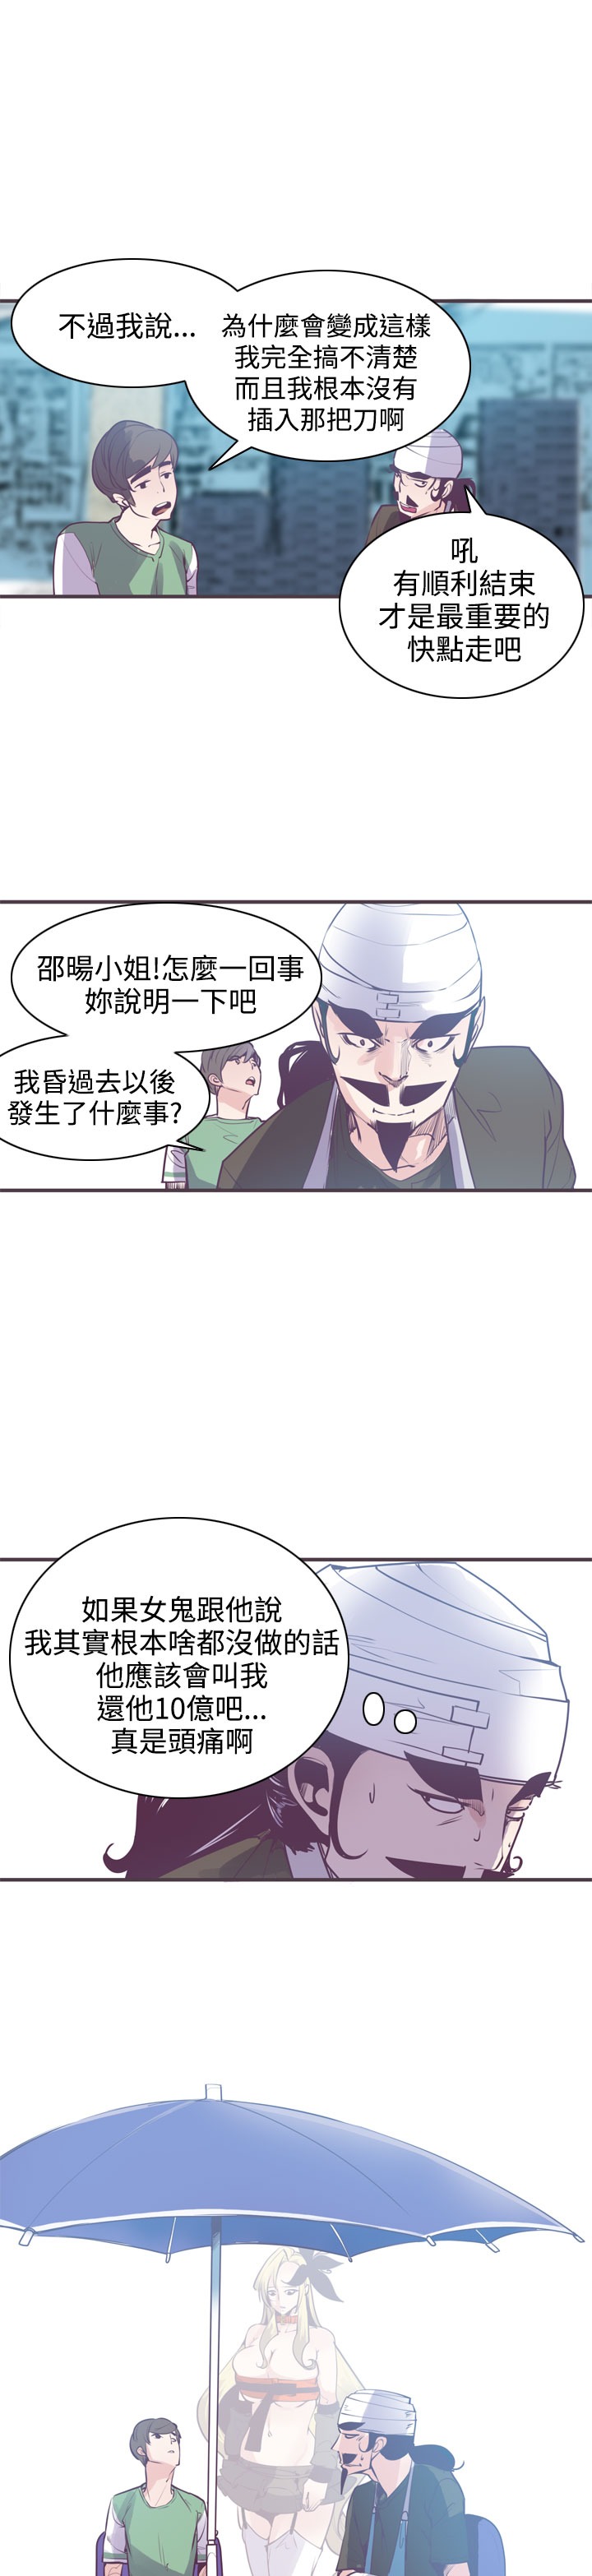 不過我說...
為什麼會變成這樣
我完全搞不清楚
而且我根本沒有
插入那把刀啊
吼
有順利結束
才是最重要的
快點走吧
邵暘小姐!怎麼一回事
妳說明一下吧
我昏過去以後
發生了什麼事?
如果女鬼跟他說
我其實根本啥都沒做的話
他應該會叫我
還他10億吧...
真是頭痛啊